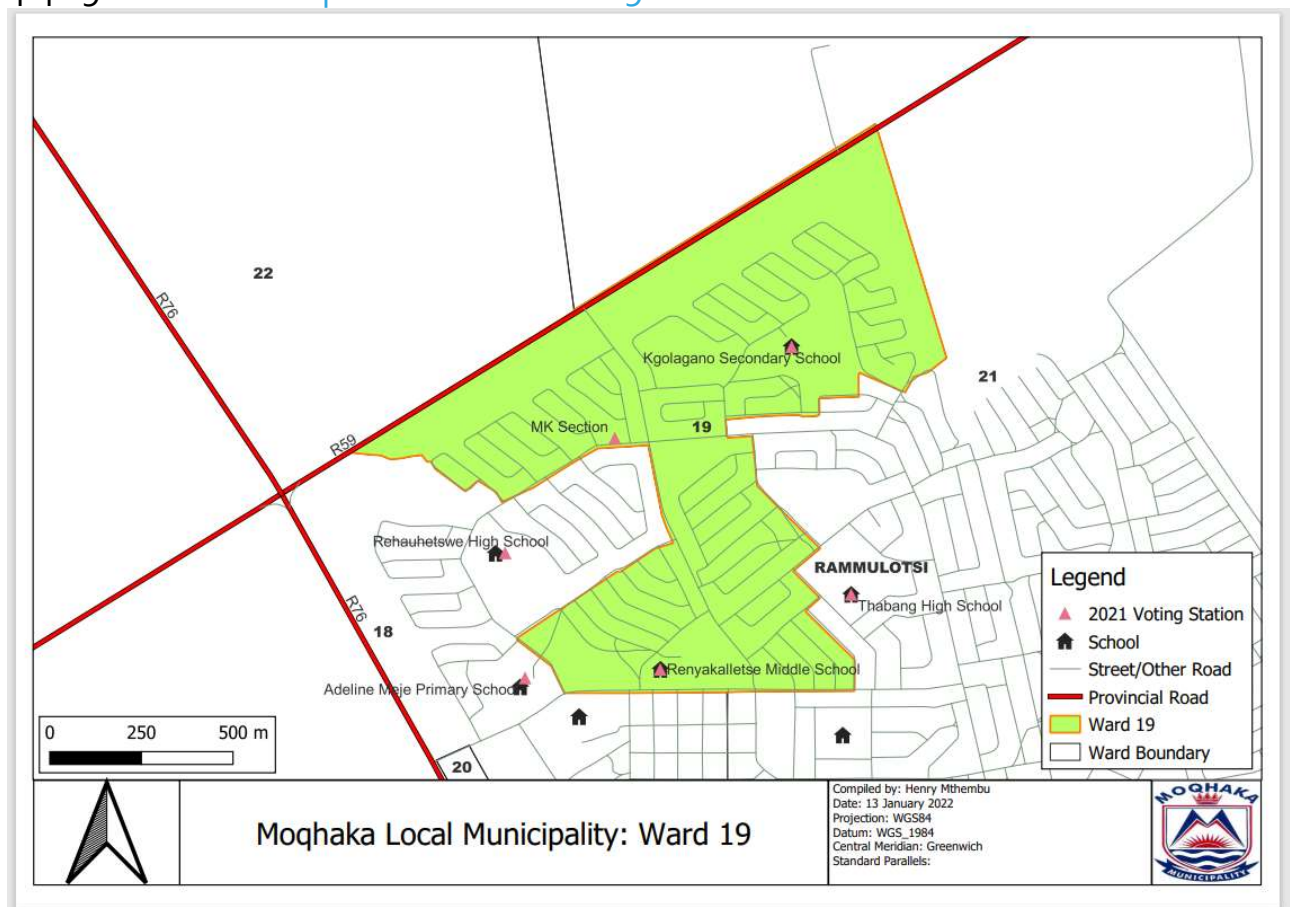 22
R76
Kgolagano Secondary School
21
MK Section
19
R59
Rehauhetswe High School
RAMMULOTSI
Thabang High School
R76
18
Renyakalletse Middle School
Adeline Meje Primary School
20
0 250 500 m
Legend
2021 Voting Station
School
Street/Other Road
Provincial Road
Ward 19
Ward Boundary
Moqhaka Local Municipality: Ward 19
Compiled by: Henry Mthembu
Date: 13 January 2022
Projection: WGS84
Datum: WGS_1984
Central Meridian: Greenwich
Standard Parallels:
MOQHAKA
MUNICIPALITY